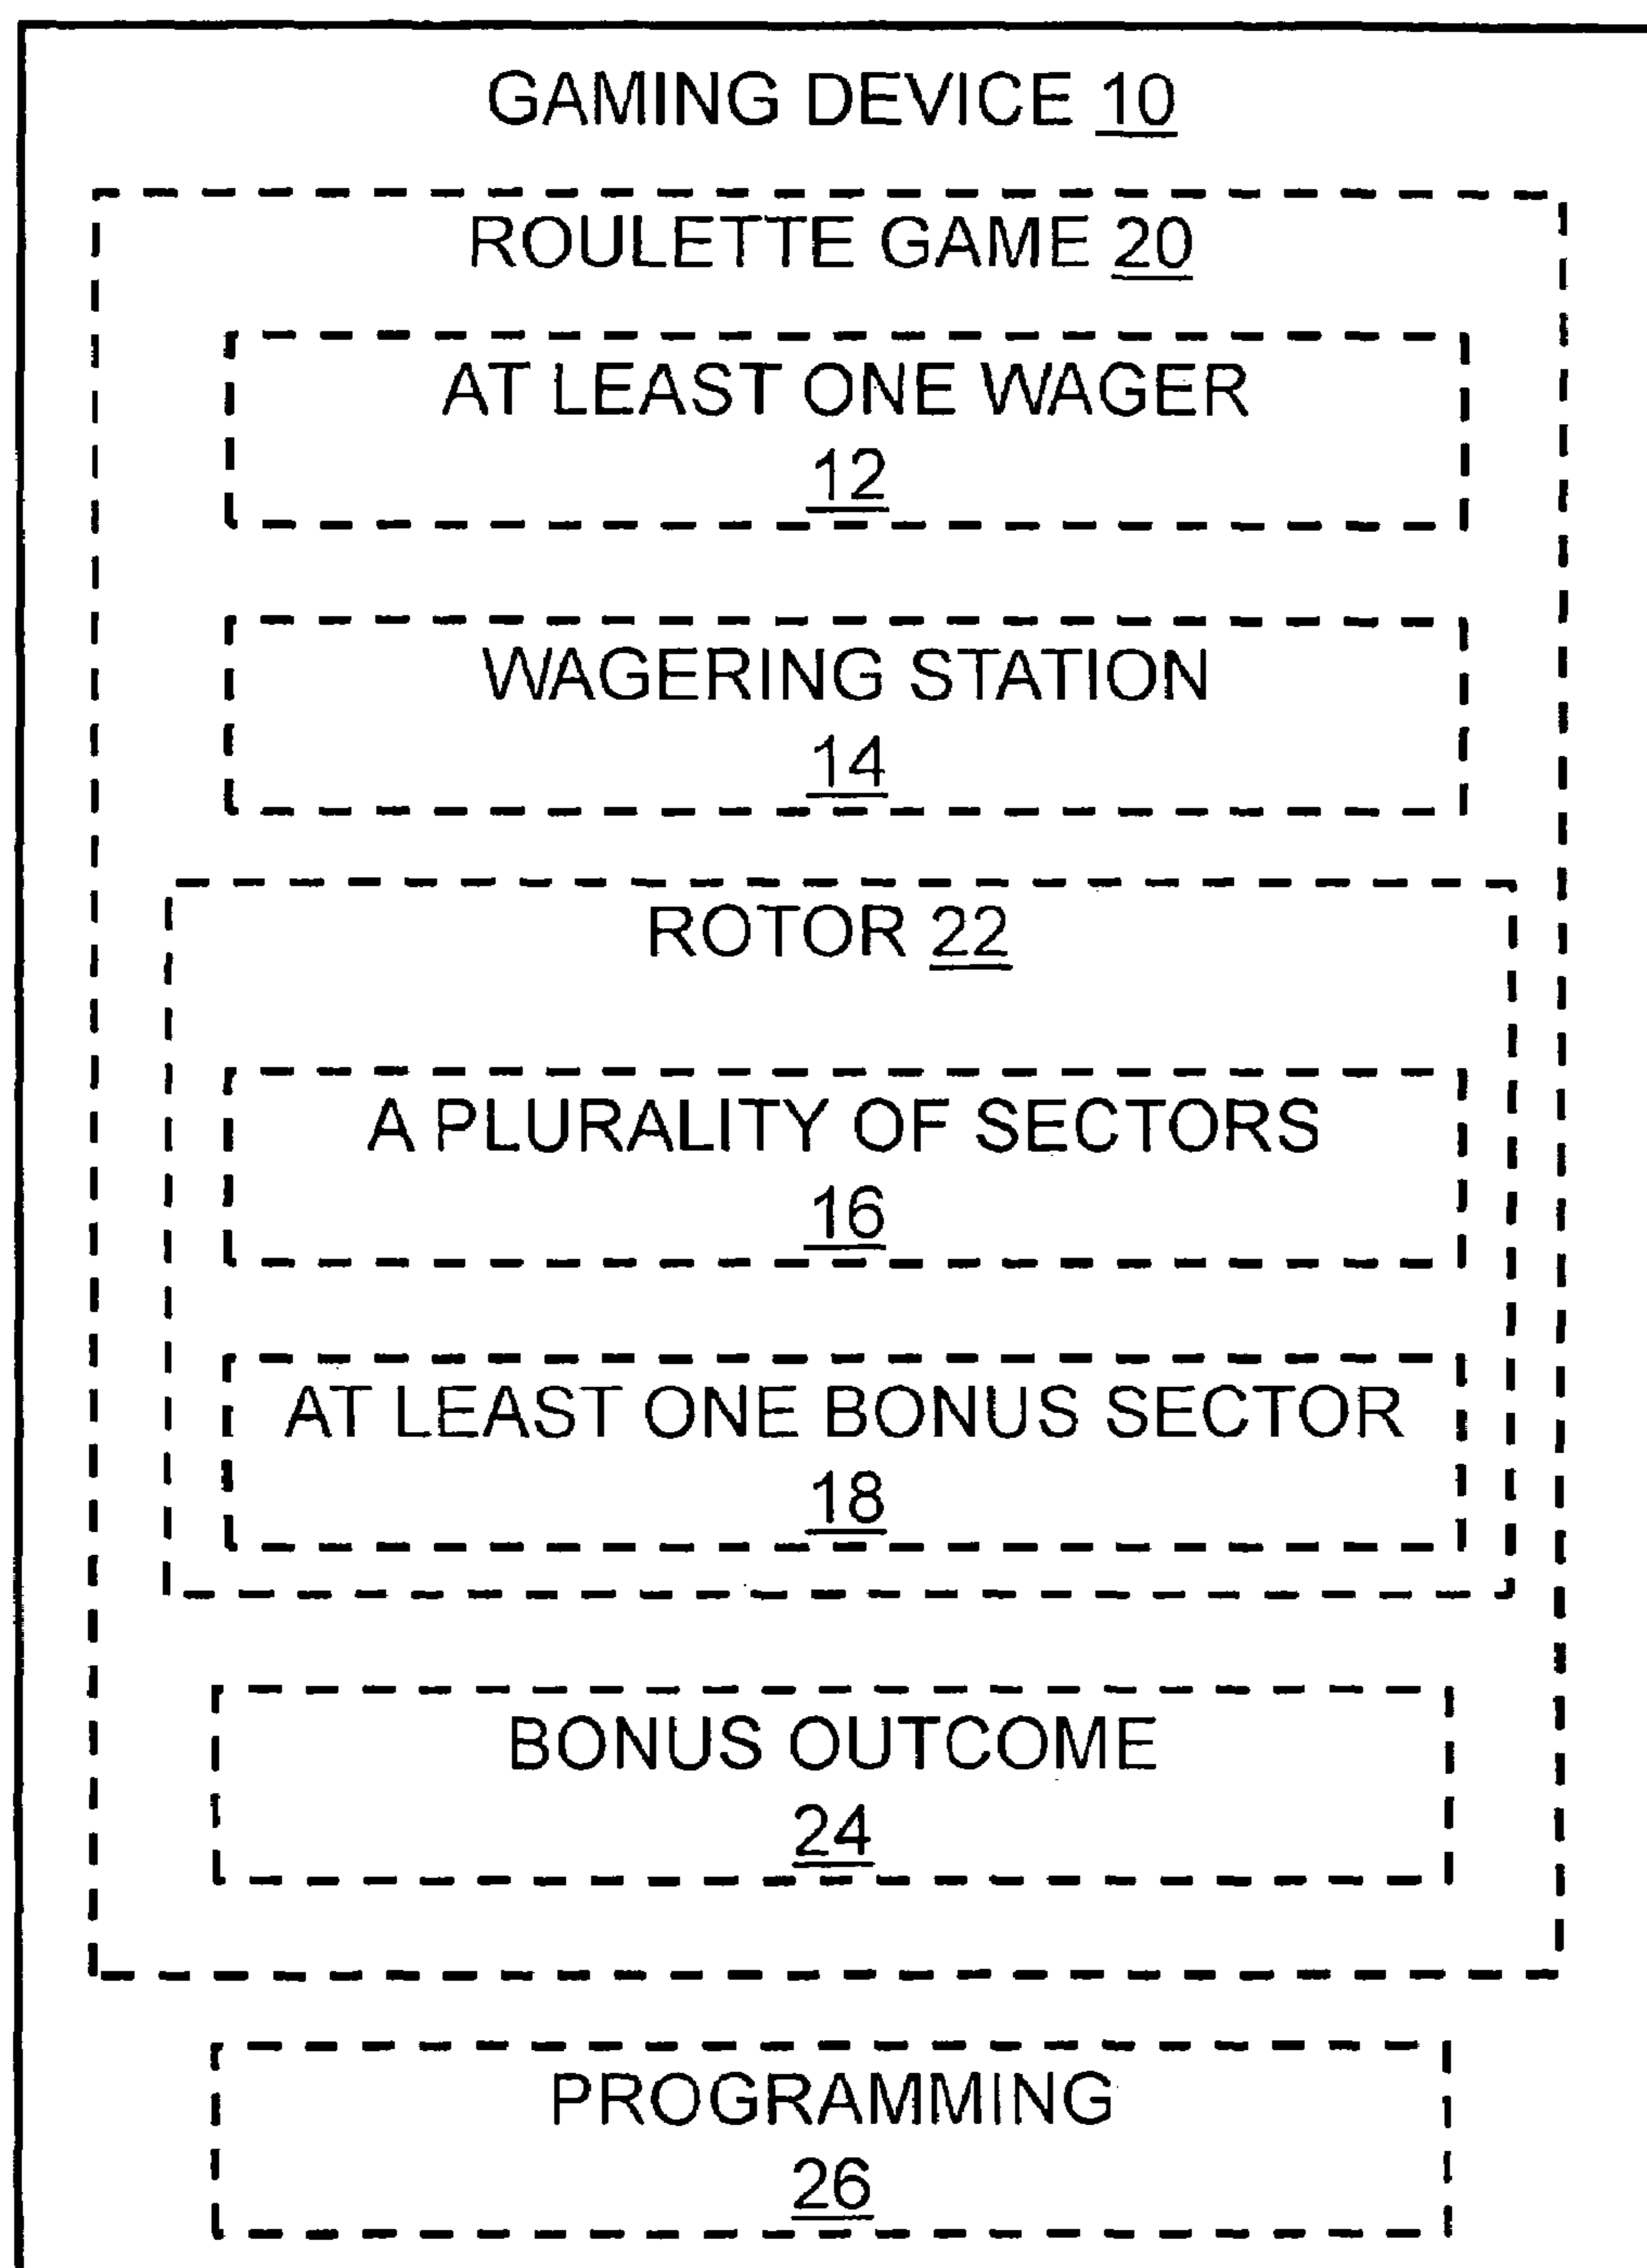 GAMING DEVICE 10
ROULETTE GAME 20
AT LEAST ONE WAGER
12
WAGERING STATION
14
ROTOR 22
A PLURALITY OF SECTORS
16
AT LEAST ONE BONUS SECTOR
18
BONUS OUTCOME
24
PROGRAMMING
26